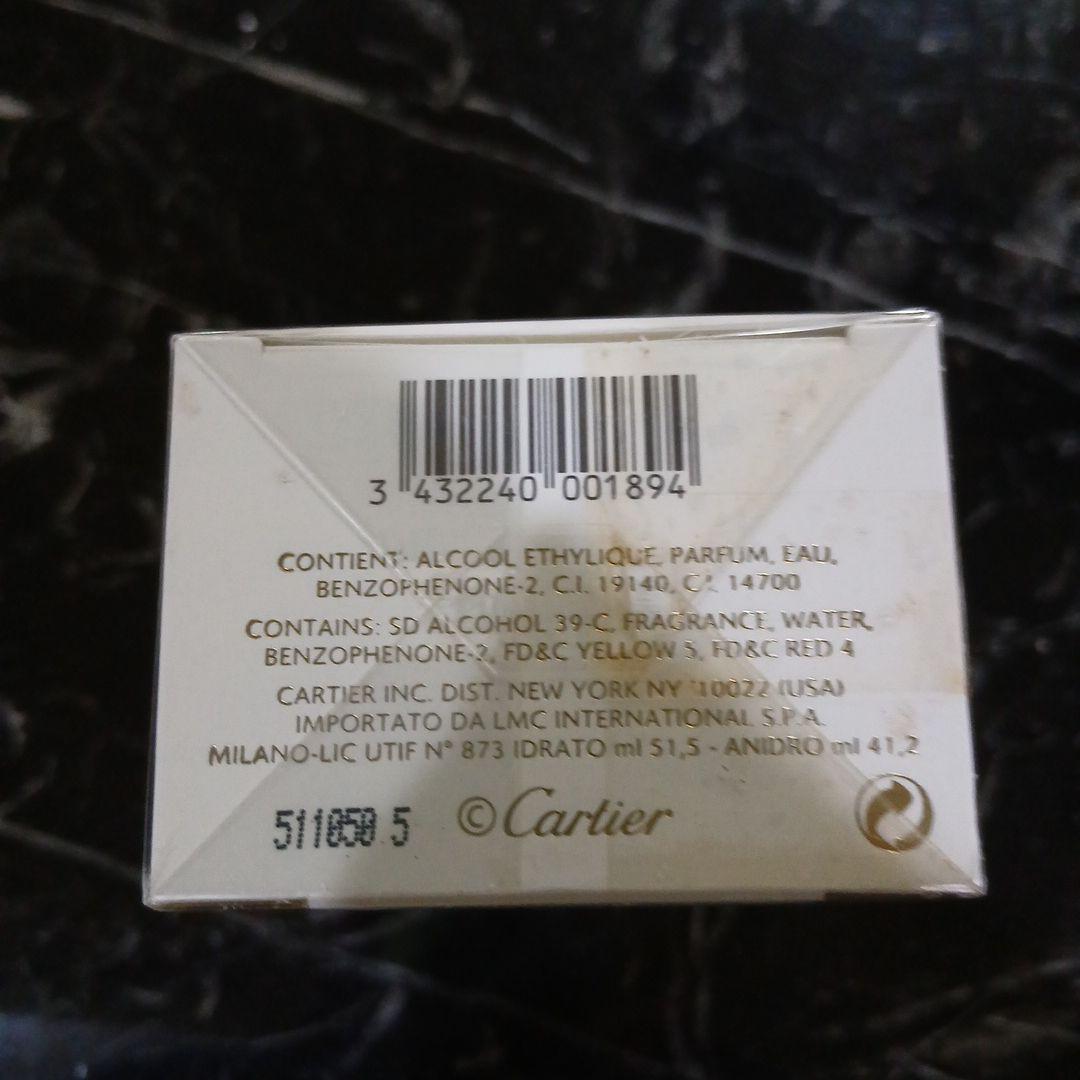 3 432240 001894
CONTIENT: ALCOOL ETHYLIQUE, PARFUM, EAU,
BENZOPHENONE-2, C.I. 19140, C.I. 14700
CONTAINS: SD ALCOHOL 39-C, FRAGRANCE, WATER,
BENZOPHENONE-2, FD&C YELLOW 5, FD&C RED 4
CARTIER INC. DIST. NEW YORK NY 10022 (USA)
IMPORTATO DA LMC INTERNATIONAL S.P.A.
MILANO-LIC UTIF N° 873 IDRATO ml 51,5 - ANIDRO ml 41,2
511050 5
©Cartier